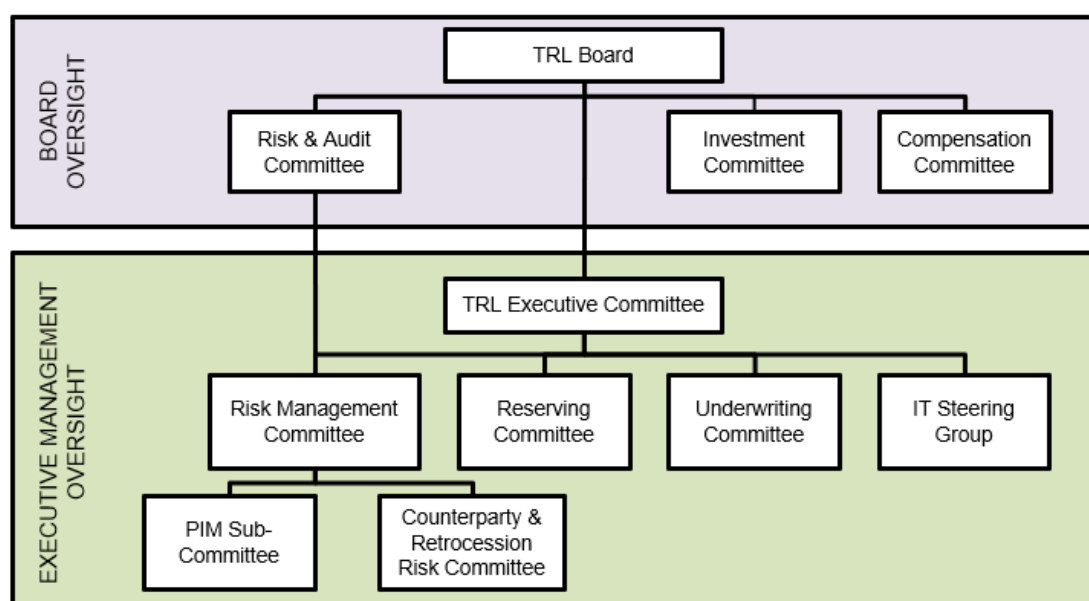 BOARD
OVERSIGHT
TRL Board
Risk & Audit
Committee
Investment
Committee
Compensation
Committee
EXECUTIVE MANAGEMENT
OVERSIGHT
TRL Executive Committee
Risk Management
Committee
Reserving
Committee
Underwriting
Committee
IT Steering
Group
PIM Sub-
Committee
Counterparty &
Retrocession
Risk Committee